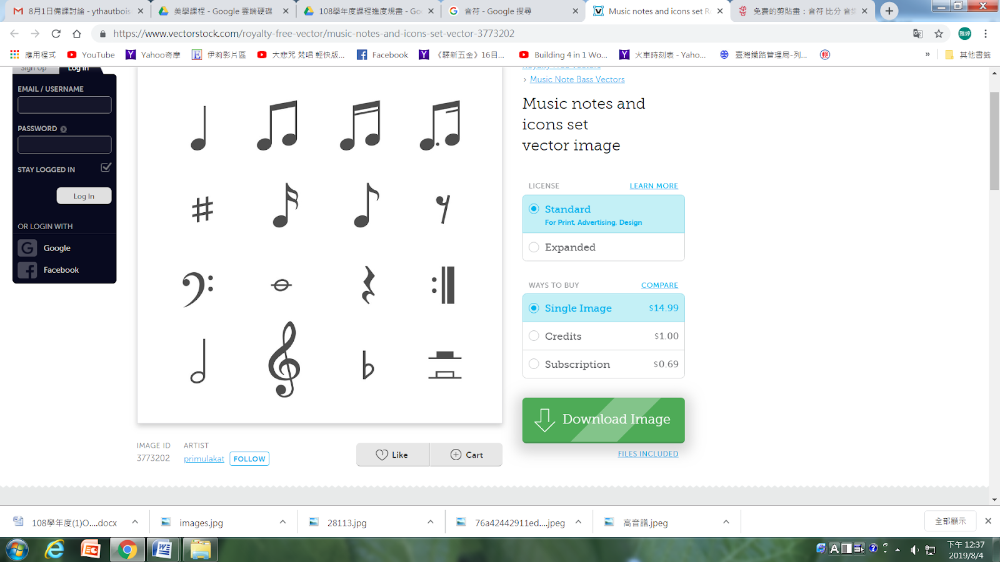 8月1日備課討論 - ythautbois
美學課程 - Google 雲端硬碟
108學年度課程進度規畫 - Go
音符 - Google 搜尋
Music notes and icons set R
免費的剪貼畫：音符 比分 音
https://www.vectorstock.com/royalty-free-vector/music-notes-and-icons-set-vector-3773202
雅婷
應用程式
YouTube
Yahoo奇摩
伊莉影片區
大悲咒 梵唱 輕快版...
Facebook
《驛新五金》16目...
Building 4 in 1 Wo...
火車時刻表 - Yaho...
臺灣鐵路管理局-列...
»
其他書籤
Sign Up
Log In
EMAIL / USERNAME
PASSWORD
STAY LOGGED IN
Log In
OR LOGIN WITH
Google
Facebook
Royalty Free Vectors
› Music Note Bass Vectors
Music notes and
icons set
vector image
LICENSE
LEARN MORE
Standard
For Print, Advertising, Design
Expanded
WAYS TO BUY
COMPARE
Single Image $14.99
Credits $1.00
Subscription $0.69
Download Image
FILES INCLUDED
IMAGE ID
3773202
ARTIST
primulakat
FOLLOW
Like
Cart
108學年度(1)O....docx
images.jpg
28113.jpg
76a42442911ed....jpeg
高音譜.jpeg
全部顯示
下午 12:37
2019/8/4